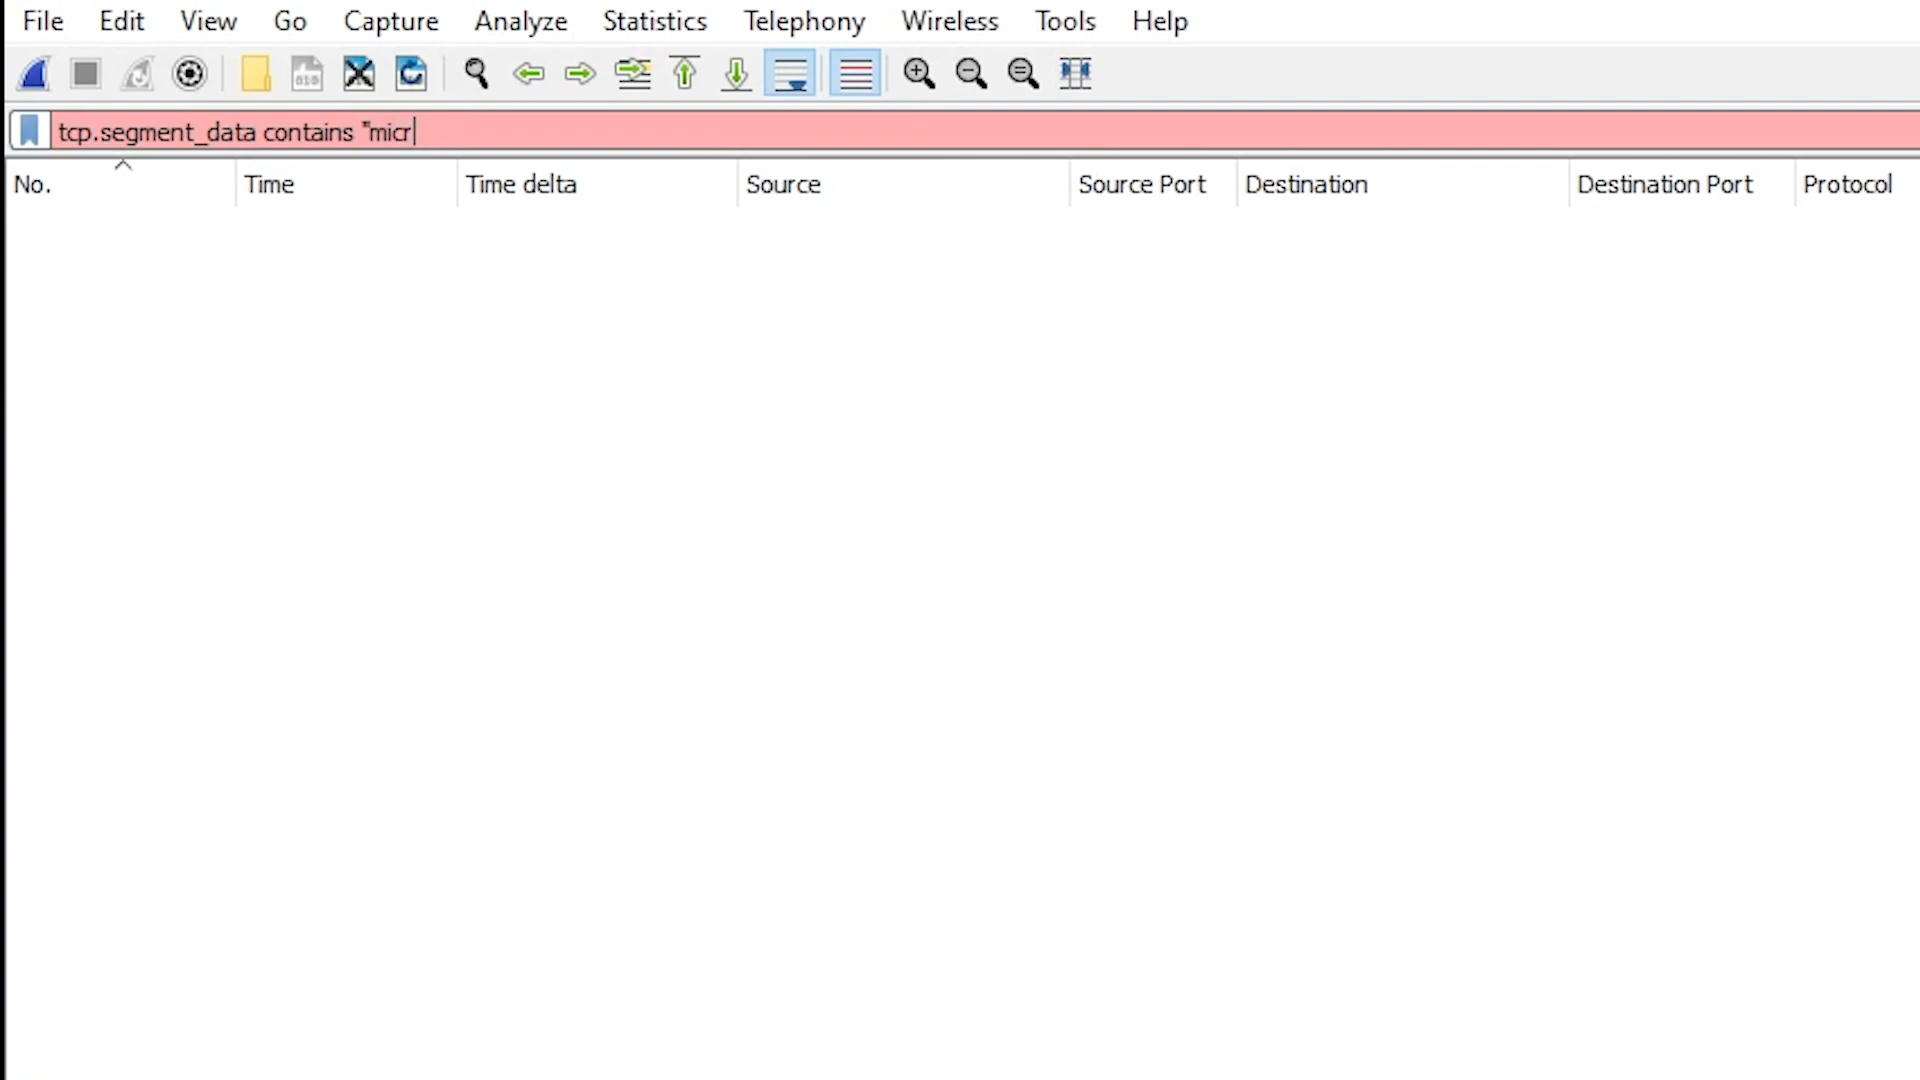 File Edit View Go Capture Analyze Statistics Telephony Wireless Tools Help
010
tcp.segment_data contains "micr
No. Time Time delta Source Source Port Destination Destination Port Protocol